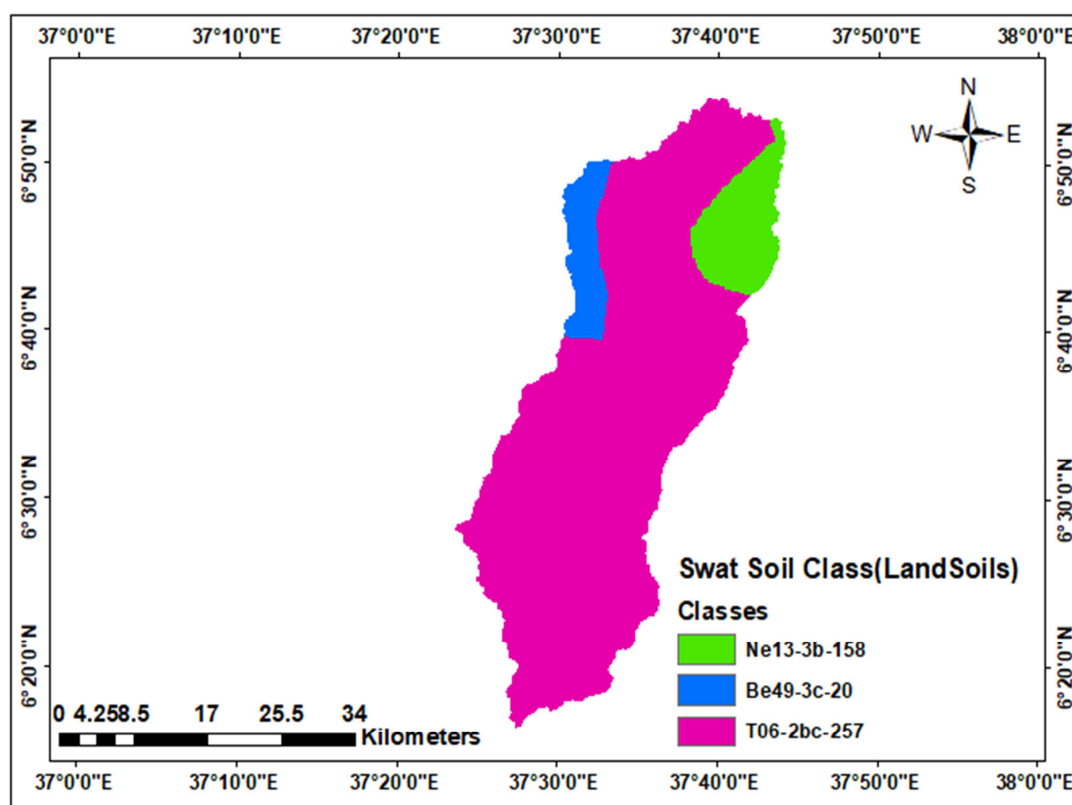 37°0'0"E 37°10'0"E 37°20'0"E 37°30'0"E 37°40'0"E 37°50'0"E 38°0'0"E
N
W E
S
6°50'0"N 6°50'0"N
6°40'0"N 6°40'0"N
6°30'0"N 6°30'0"N
6°20'0"N 6°20'0"N
Swat Soil Class(LandSoils)
Classes
Ne13-3b-158
Be49-3c-20
T06-2bc-257
0 4.258.5 17 25.5 34
Kilometers
37°0'0"E 37°10'0"E 37°20'0"E 37°30'0"E 37°40'0"E 37°50'0"E 38°0'0"E